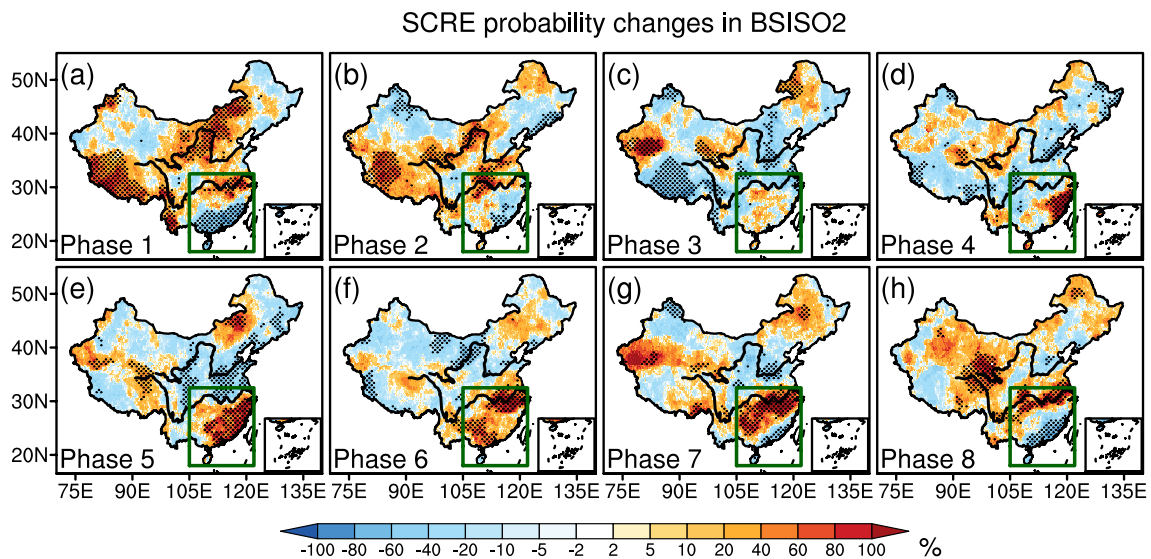 SCRE probability changes in BSISO2
(a) (b) (c) (d)
50N
40N
30N
20N
Phase 1 Phase 2 Phase 3 Phase 4
(e) (f) (g) (h)
50N
40N
30N
20N
Phase 5 Phase 6 Phase 7 Phase 8
75E 90E 105E 120E 135E 75E 90E 105E 120E 135E 75E 90E 105E 120E 135E 75E 90E 105E 120E 135E
-100 -80 -60 -40 -20 -10 -5 -2 2 5 10 20 40 60 80 100 %